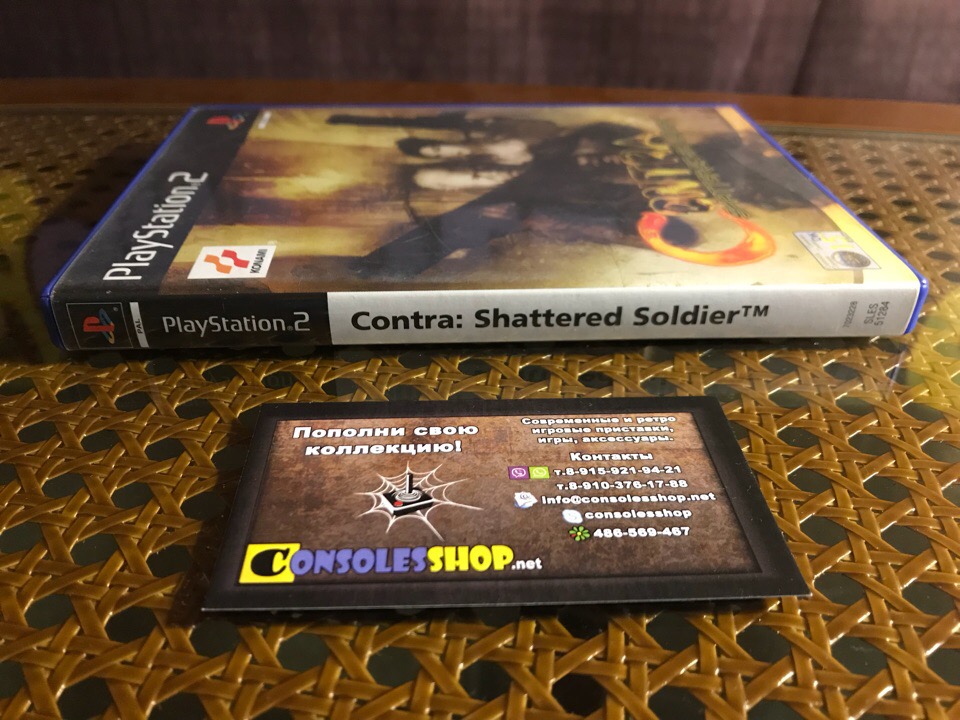 PlayStation 2
KONAMI
PAL
PlayStation 2
Contra: Shattered Soldier™
SLES
51284
Пополни свою
коллекцию!
CONSOLESSHOP.net
Современные и ретро
игровые приставки,
игры, аксессуары.
Контакты
т.8-915-921-94-21
т.8-910-376-17-88
info@consolesshop.net
consolesshop
486-569-467